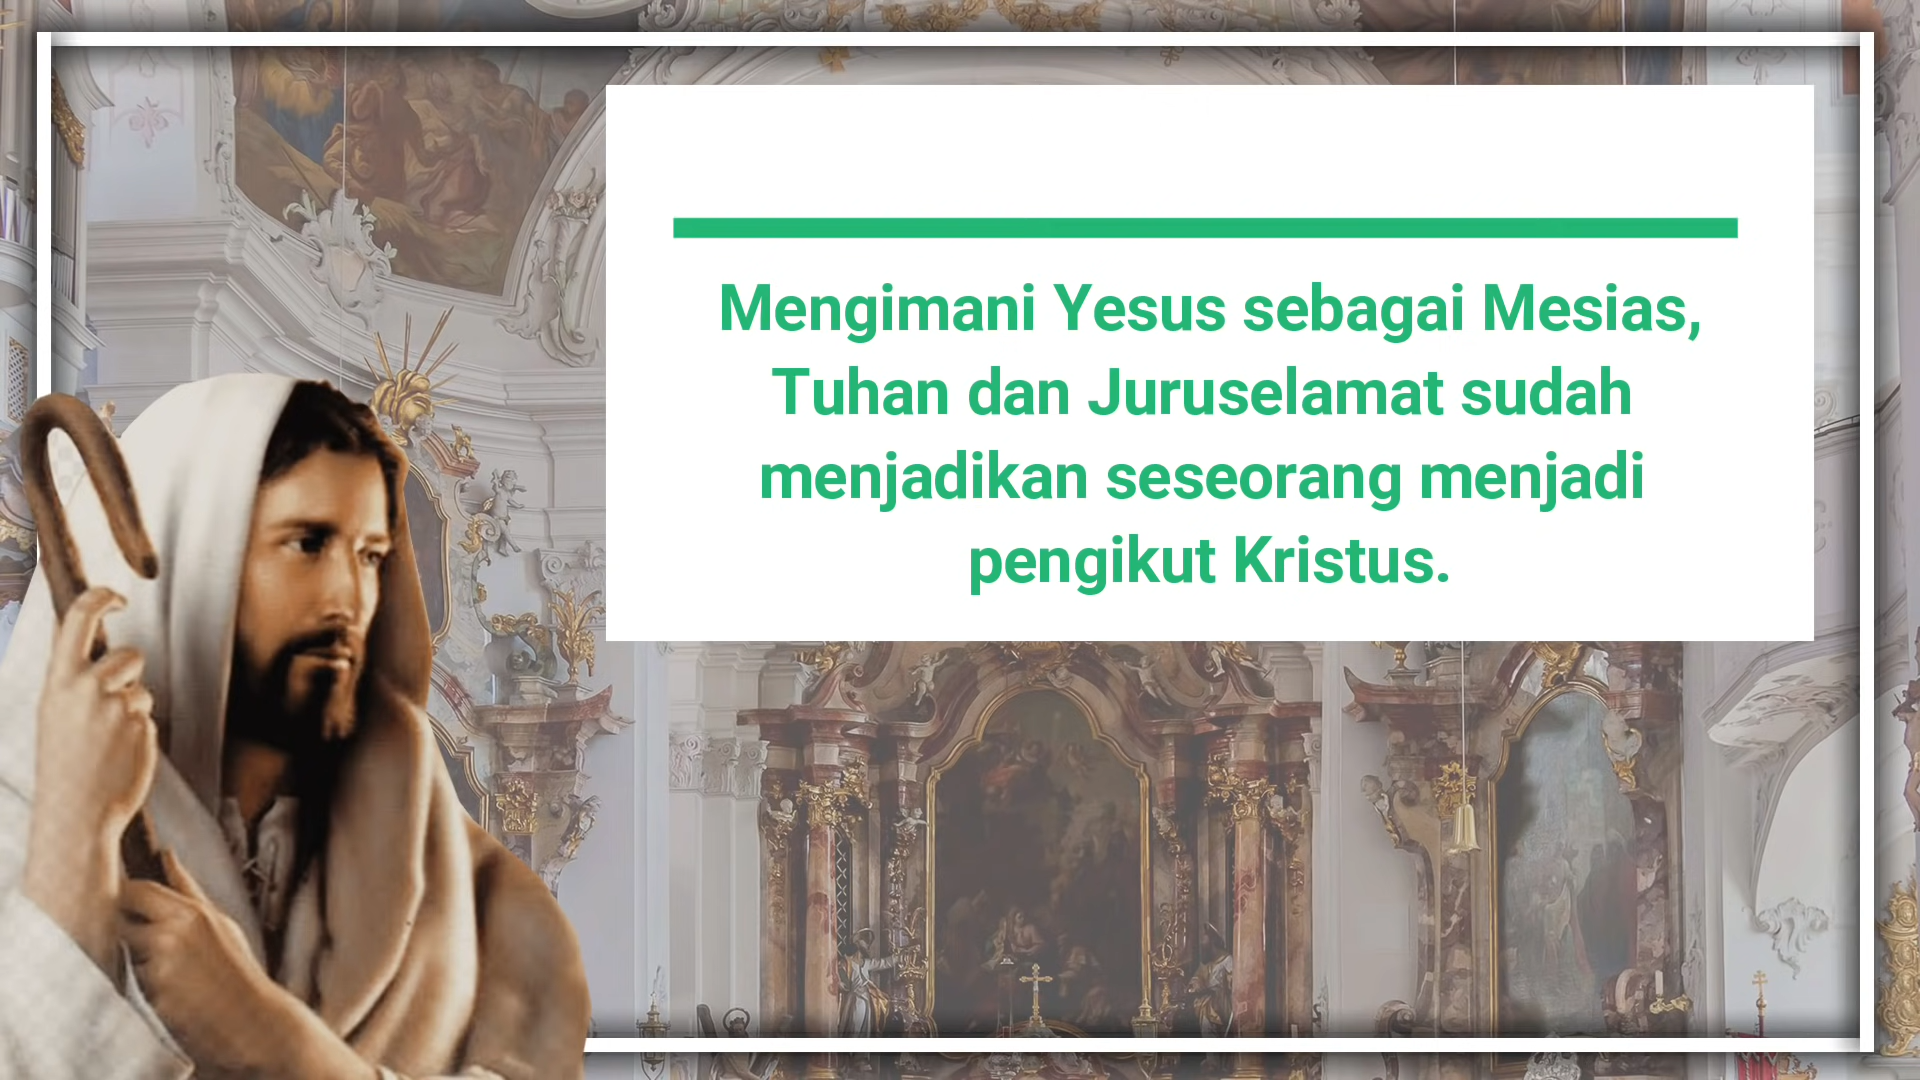 Mengimani Yesus sebagai Mesias,
Tuhan dan Juruselamat sudah
menjadikan seseorang menjadi
pengikut Kristus.